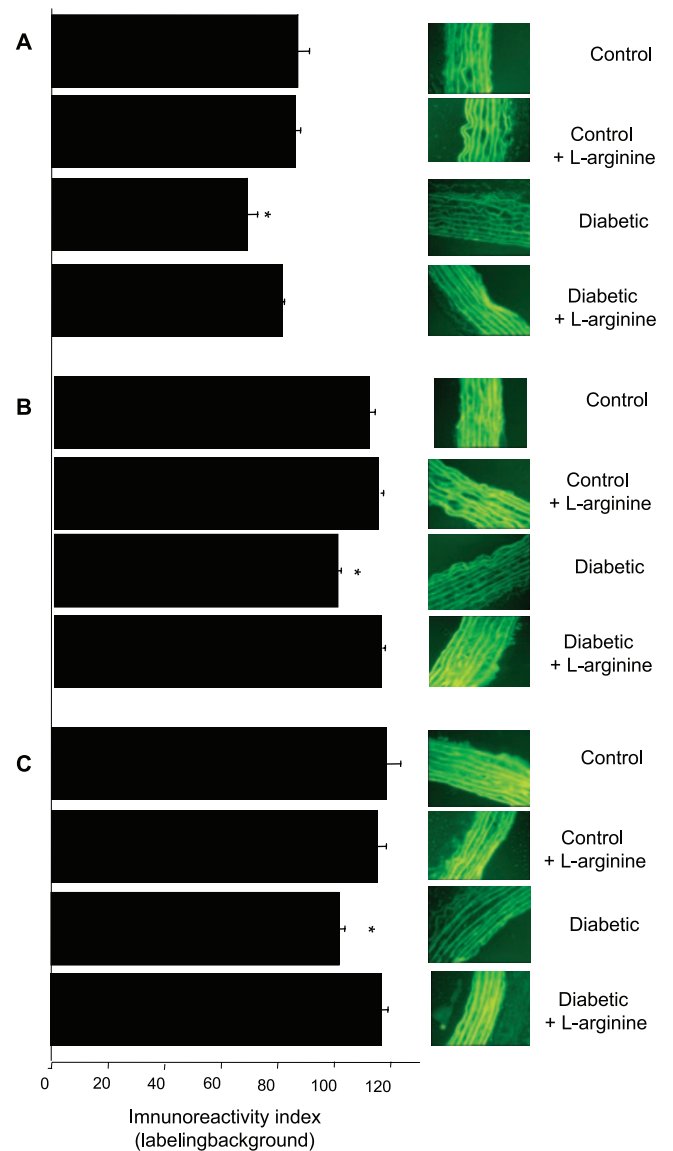 A
Control
Control
+ L-arginine
*
Diabetic
Diabetic
+ L-arginine
B
Control
Control
+ L-arginine
*
Diabetic
Diabetic
+ L-arginine
C
Control
Control
+ L-arginine
*
Diabetic
Diabetic
+ L-arginine
0 20 40 60 80 100 120
Imnunoreactivity index
(labelingbackground)